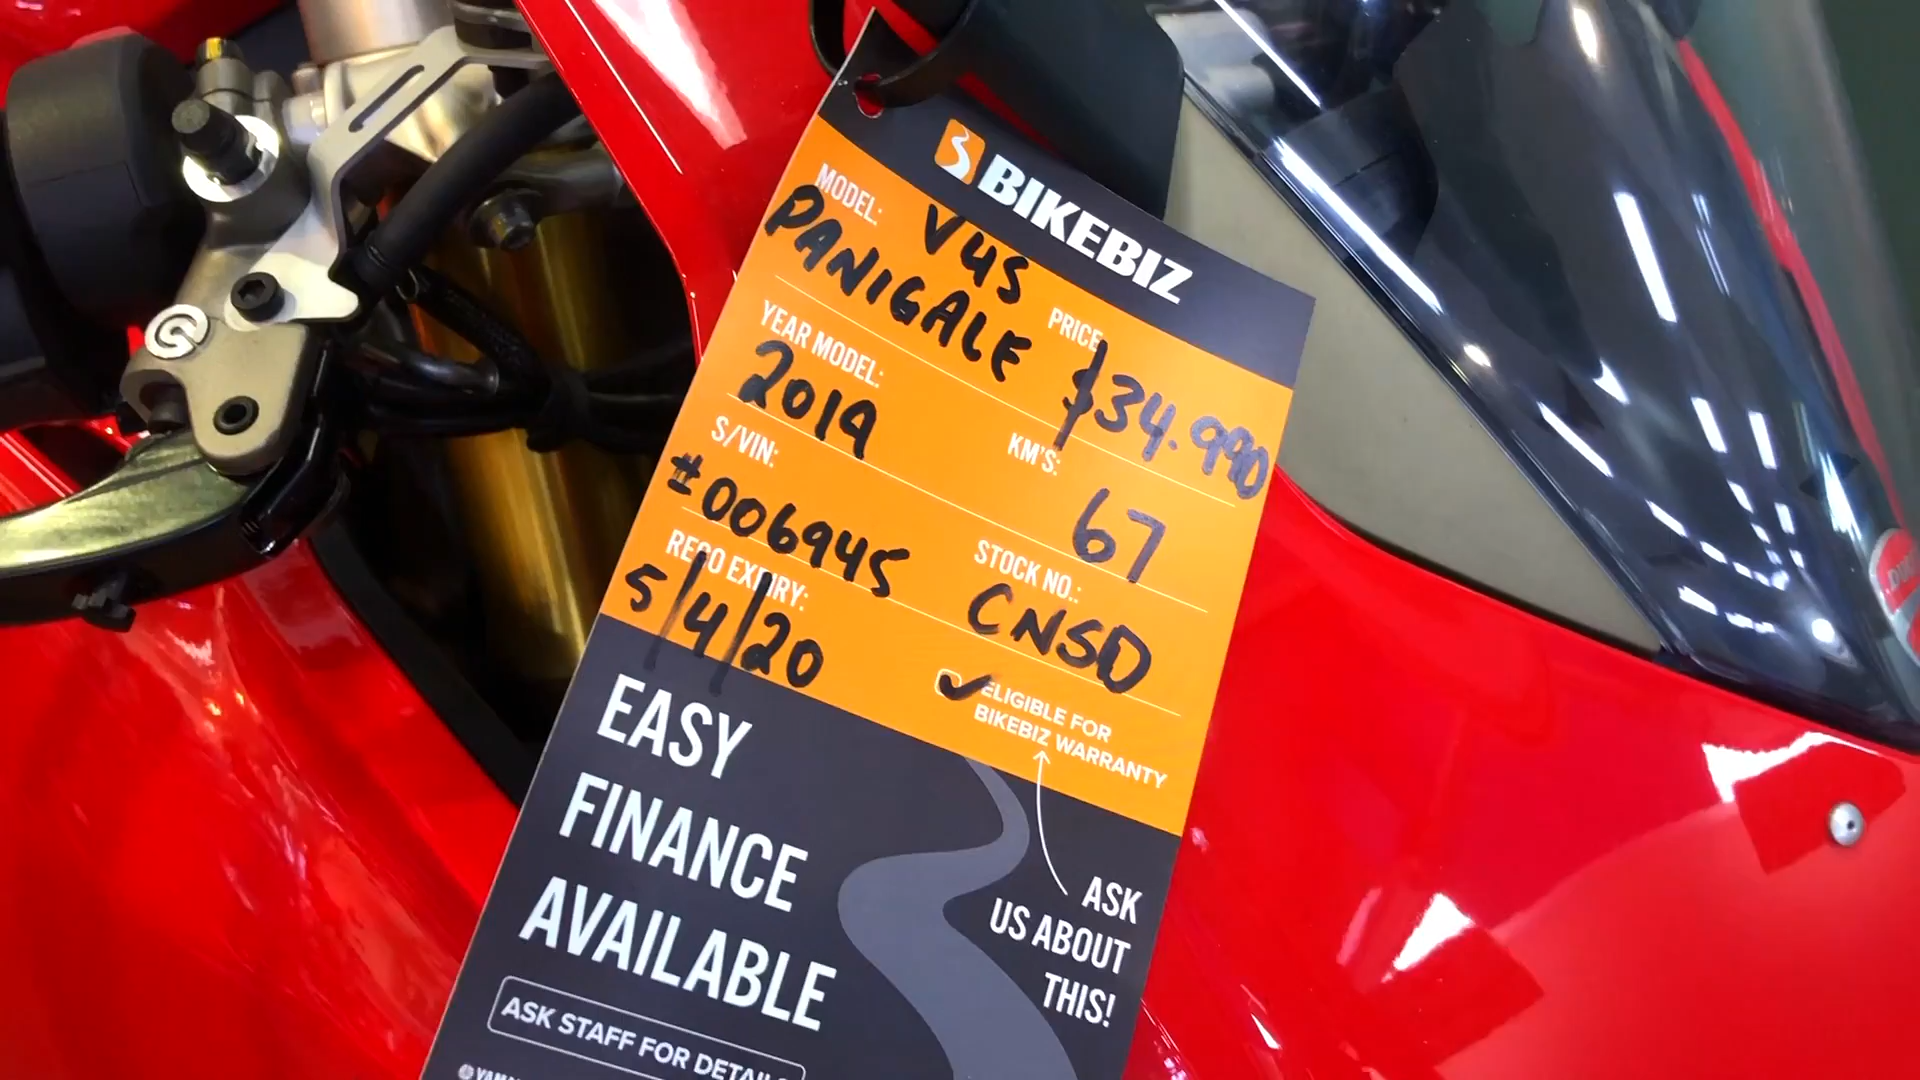 BIKEBIZ
MODEL: V4S
PANIGALE
PRICE
$34.990
YEAR MODEL:
2019
KM'S:
67
S/VIN:
#006945
STOCK NO.:
CNSD
REGO EXPIRY:
5/4/20
ELIGIBLE FOR
BIKEBIZ WARRANTY
EASY
FINANCE
AVAILABLE
ASK
US ABOUT
THIS!
ASK STAFF FOR DETAILS